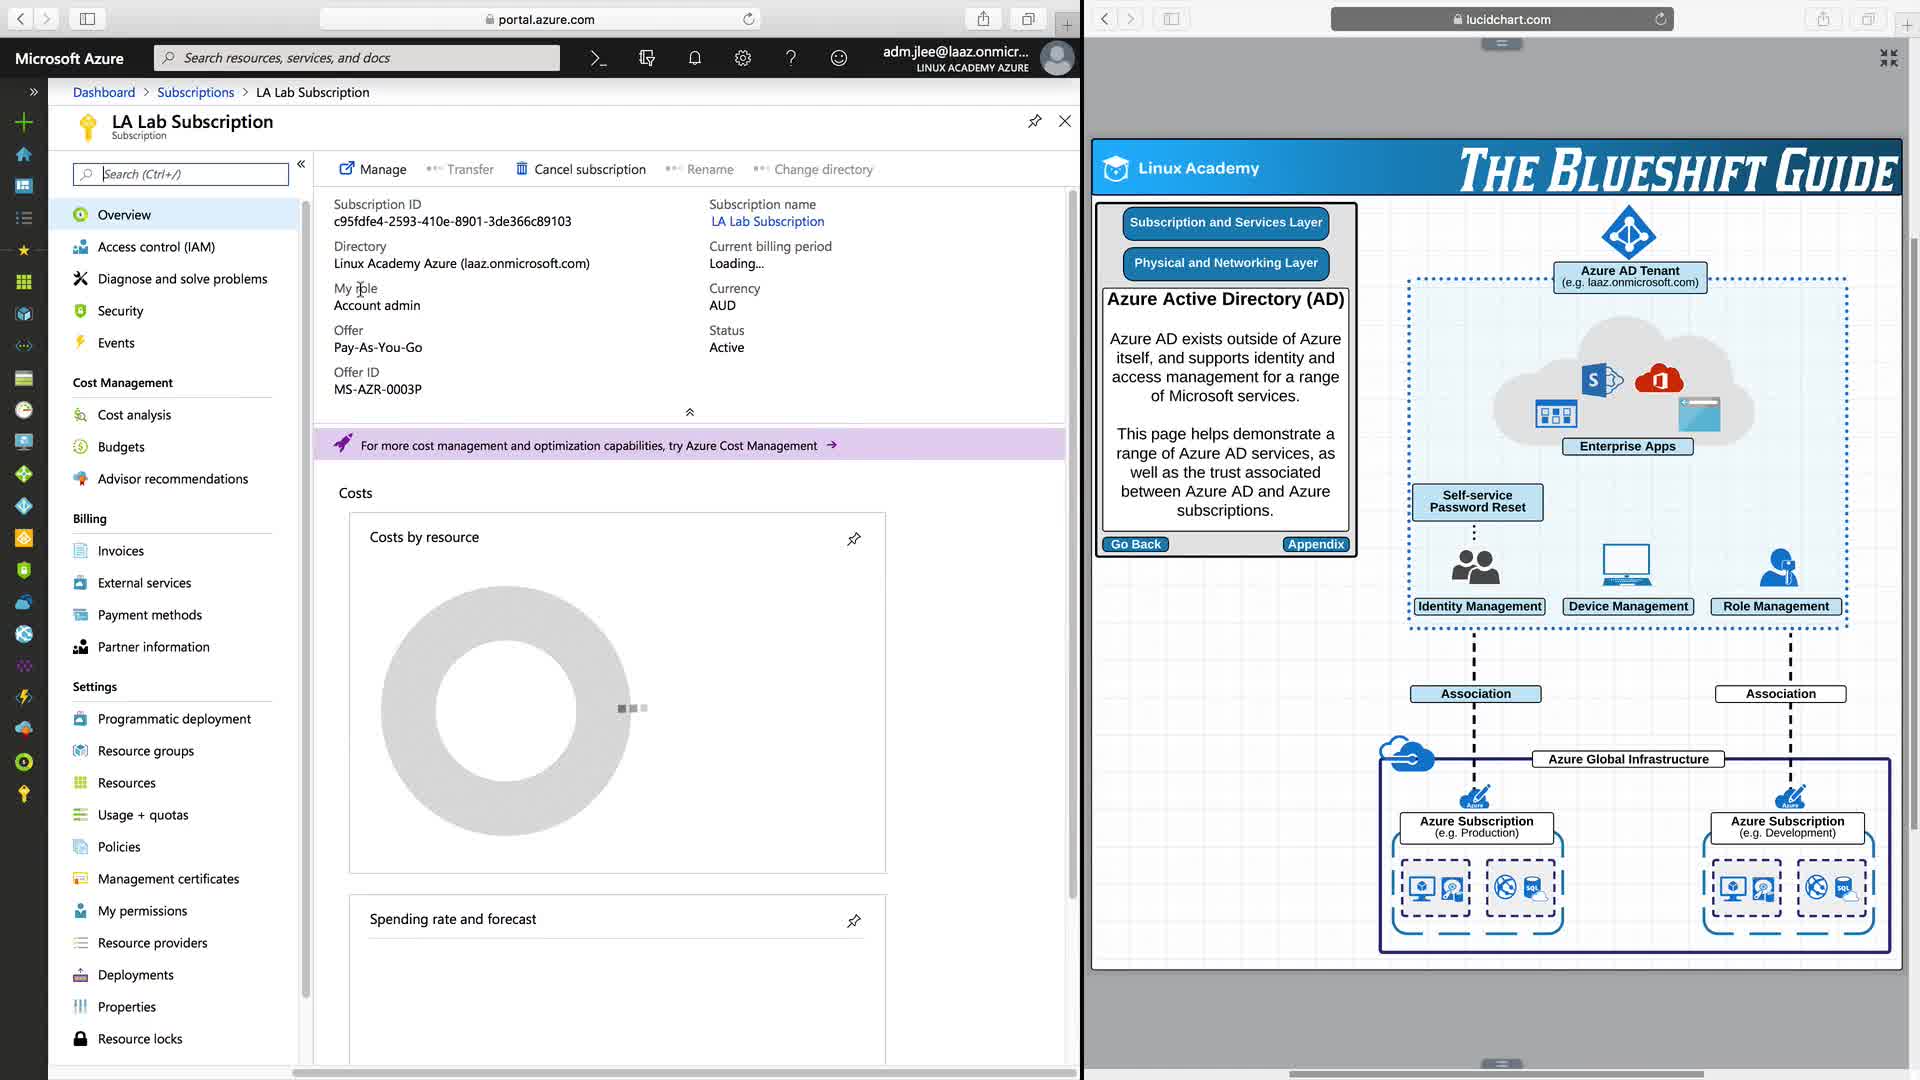 portal.azure.com
Microsoft Azure
Search resources, services, and docs
adm.jlee@laaz.onmicr...
LINUX ACADEMY AZURE
Dashboard > Subscriptions > LA Lab Subscription
LA Lab Subscription
Subscription
Search (Ctrl+/)
Overview
Access control (IAM)
Diagnose and solve problems
Security
Events
Cost Management
Cost analysis
Budgets
Advisor recommendations
Billing
Invoices
External services
Payment methods
Partner information
Settings
Programmatic deployment
Resource groups
Resources
Usage + quotas
Policies
Management certificates
My permissions
Resource providers
Deployments
Properties
Resource locks
Manage
Transfer
Cancel subscription
Rename
Change directory
Subscription ID
c95fdfe4-2593-410e-8901-3de366c89103
Directory
Linux Academy Azure (laaz.onmicrosoft.com)
My role
Account admin
Offer
Pay-As-You-Go
Offer ID
MS-AZR-0003P
Subscription name
LA Lab Subscription
Current billing period
Loading...
Currency
AUD
Status
Active
For more cost management and optimization capabilities, try Azure Cost Management
Costs
Costs by resource
Spending rate and forecast
lucidchart.com
Linux Academy
THE BLUESHIFT GUIDE
Subscription and Services Layer
Physical and Networking Layer
Azure Active Directory (AD)
Azure AD exists outside of Azure
itself, and supports identity and
access management for a range
of Microsoft services.
This page helps demonstrate a
range of Azure AD services, as
well as the trust associated
between Azure AD and Azure
subscriptions.
Go Back
Appendix
Azure AD Tenant
(e.g. laaz.onmicrosoft.com)
Enterprise Apps
Self-service
Password Reset
Identity Management
Device Management
Role Management
Association
Association
Azure Global Infrastructure
Azure
Azure Subscription
(e.g. Production)
SQL
Azure
Azure Subscription
(e.g. Development)
SQL